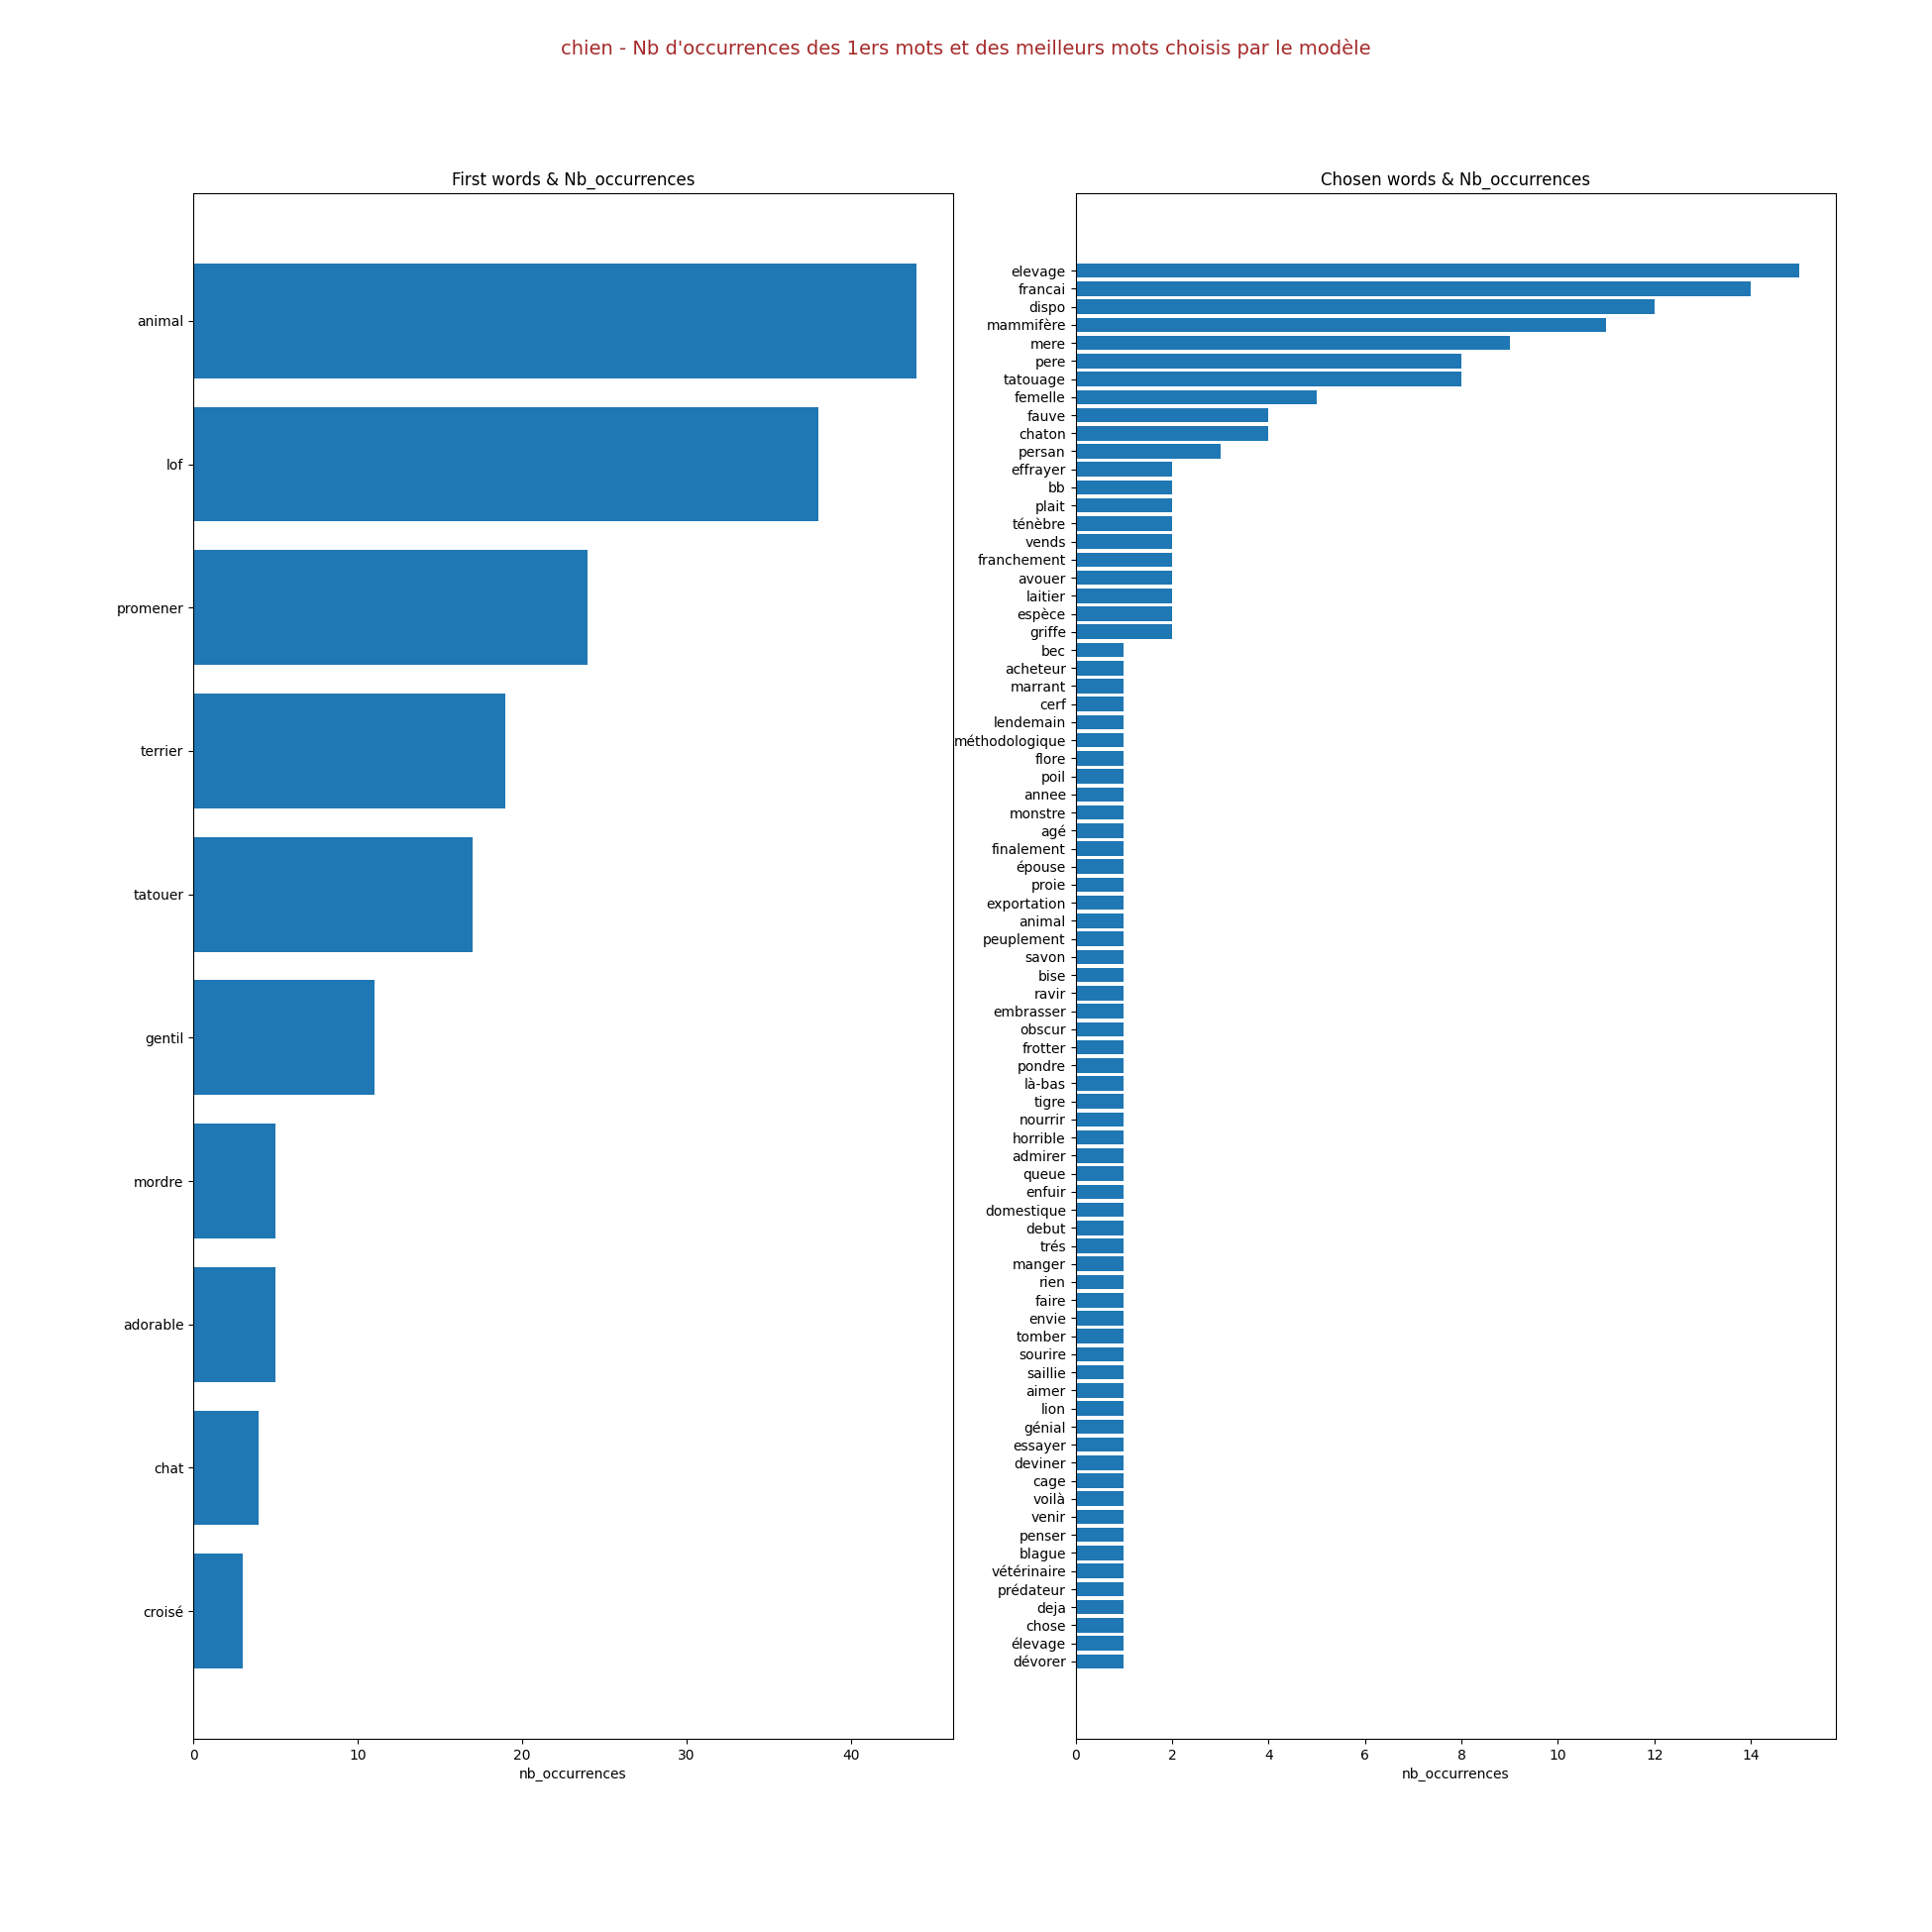 chien - Nb d'occurrences des 1ers mots et des meilleurs mots choisis par le modèle
First words & Nb_occurrences
animal
lof
promener
terrier
tatouer
gentil
mordre
adorable
chat
croisé
0 10 20 30 40
nb_occurrences
Chosen words & Nb_occurrences
elevage
francai
dispo
mammifère
mere
pere
tatouage
femelle
fauve
chaton
persan
effrayer
bb
plait
ténèbre
vends
franchement
avouer
laitier
espèce
griffe
bec
acheteur
marrant
cerf
lendemain
méthodologique
flore
poil
annee
monstre
agé
finalement
épouse
proie
exportation
animal
peuplement
savon
bise
ravir
embrasser
obscur
frotter
pondre
là-bas
tigre
nourrir
horrible
admirer
queue
enfuir
domestique
debut
trés
manger
rien
faire
envie
tomber
sourire
saillie
aimer
lion
génial
essayer
deviner
cage
voilà
venir
penser
blague
vétérinaire
prédateur
deja
chose
élevage
dévorer
0 2 4 6 8 10 12 14
nb_occurrences